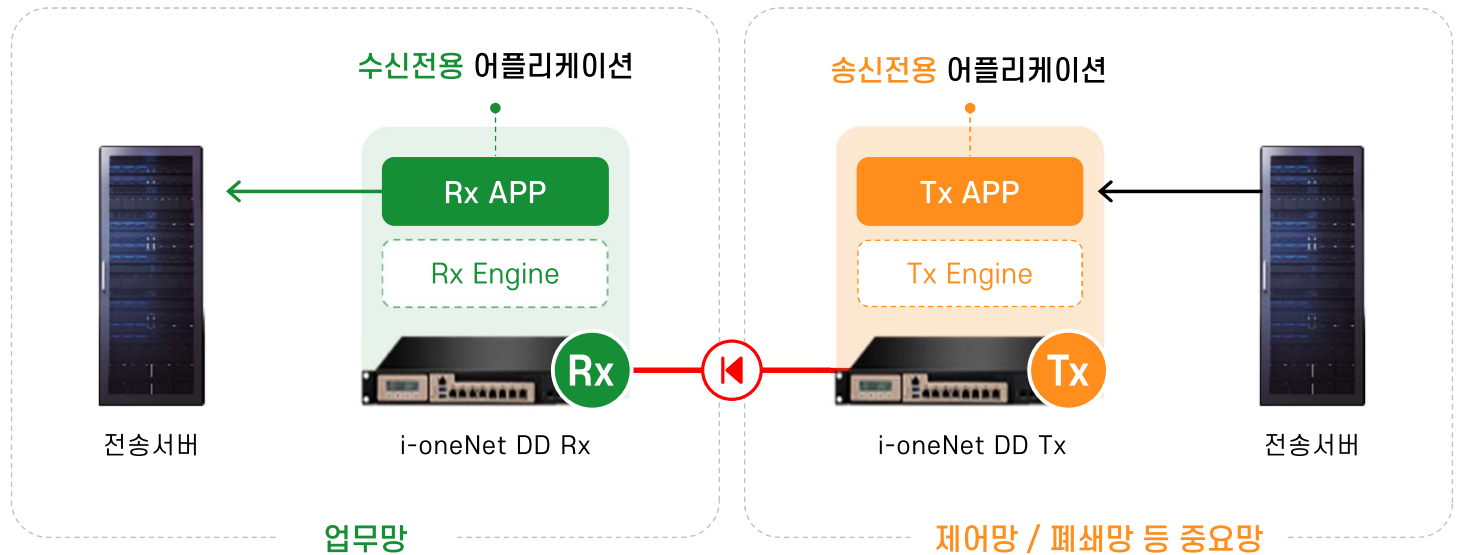 수신전용 어플리케이션
Rx APP
Rx Engine
Rx
전송서버
i-oneNet DD Rx
업무망
송신전용 어플리케이션
Tx APP
Tx Engine
Tx
i-oneNet DD Tx
전송서버
제어망 / 폐쇄망 등 중요망